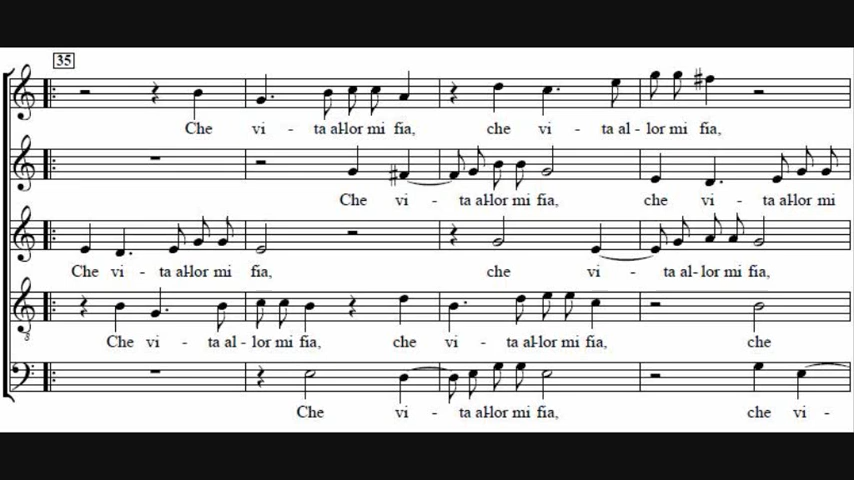 35
Che vi - ta al-lor mi fia, che vi - ta al - lor mi fia,
Che vi - ta al-lor mi fia, che vi - ta al-lor mi
Che vi - ta al-lor mi fia, che vi - ta al - lor mi fia,
Che vi - ta al - lor mi fia, che vi - ta al-lor mi fia, che
Che vi - ta al-lor mi fia, che vi -